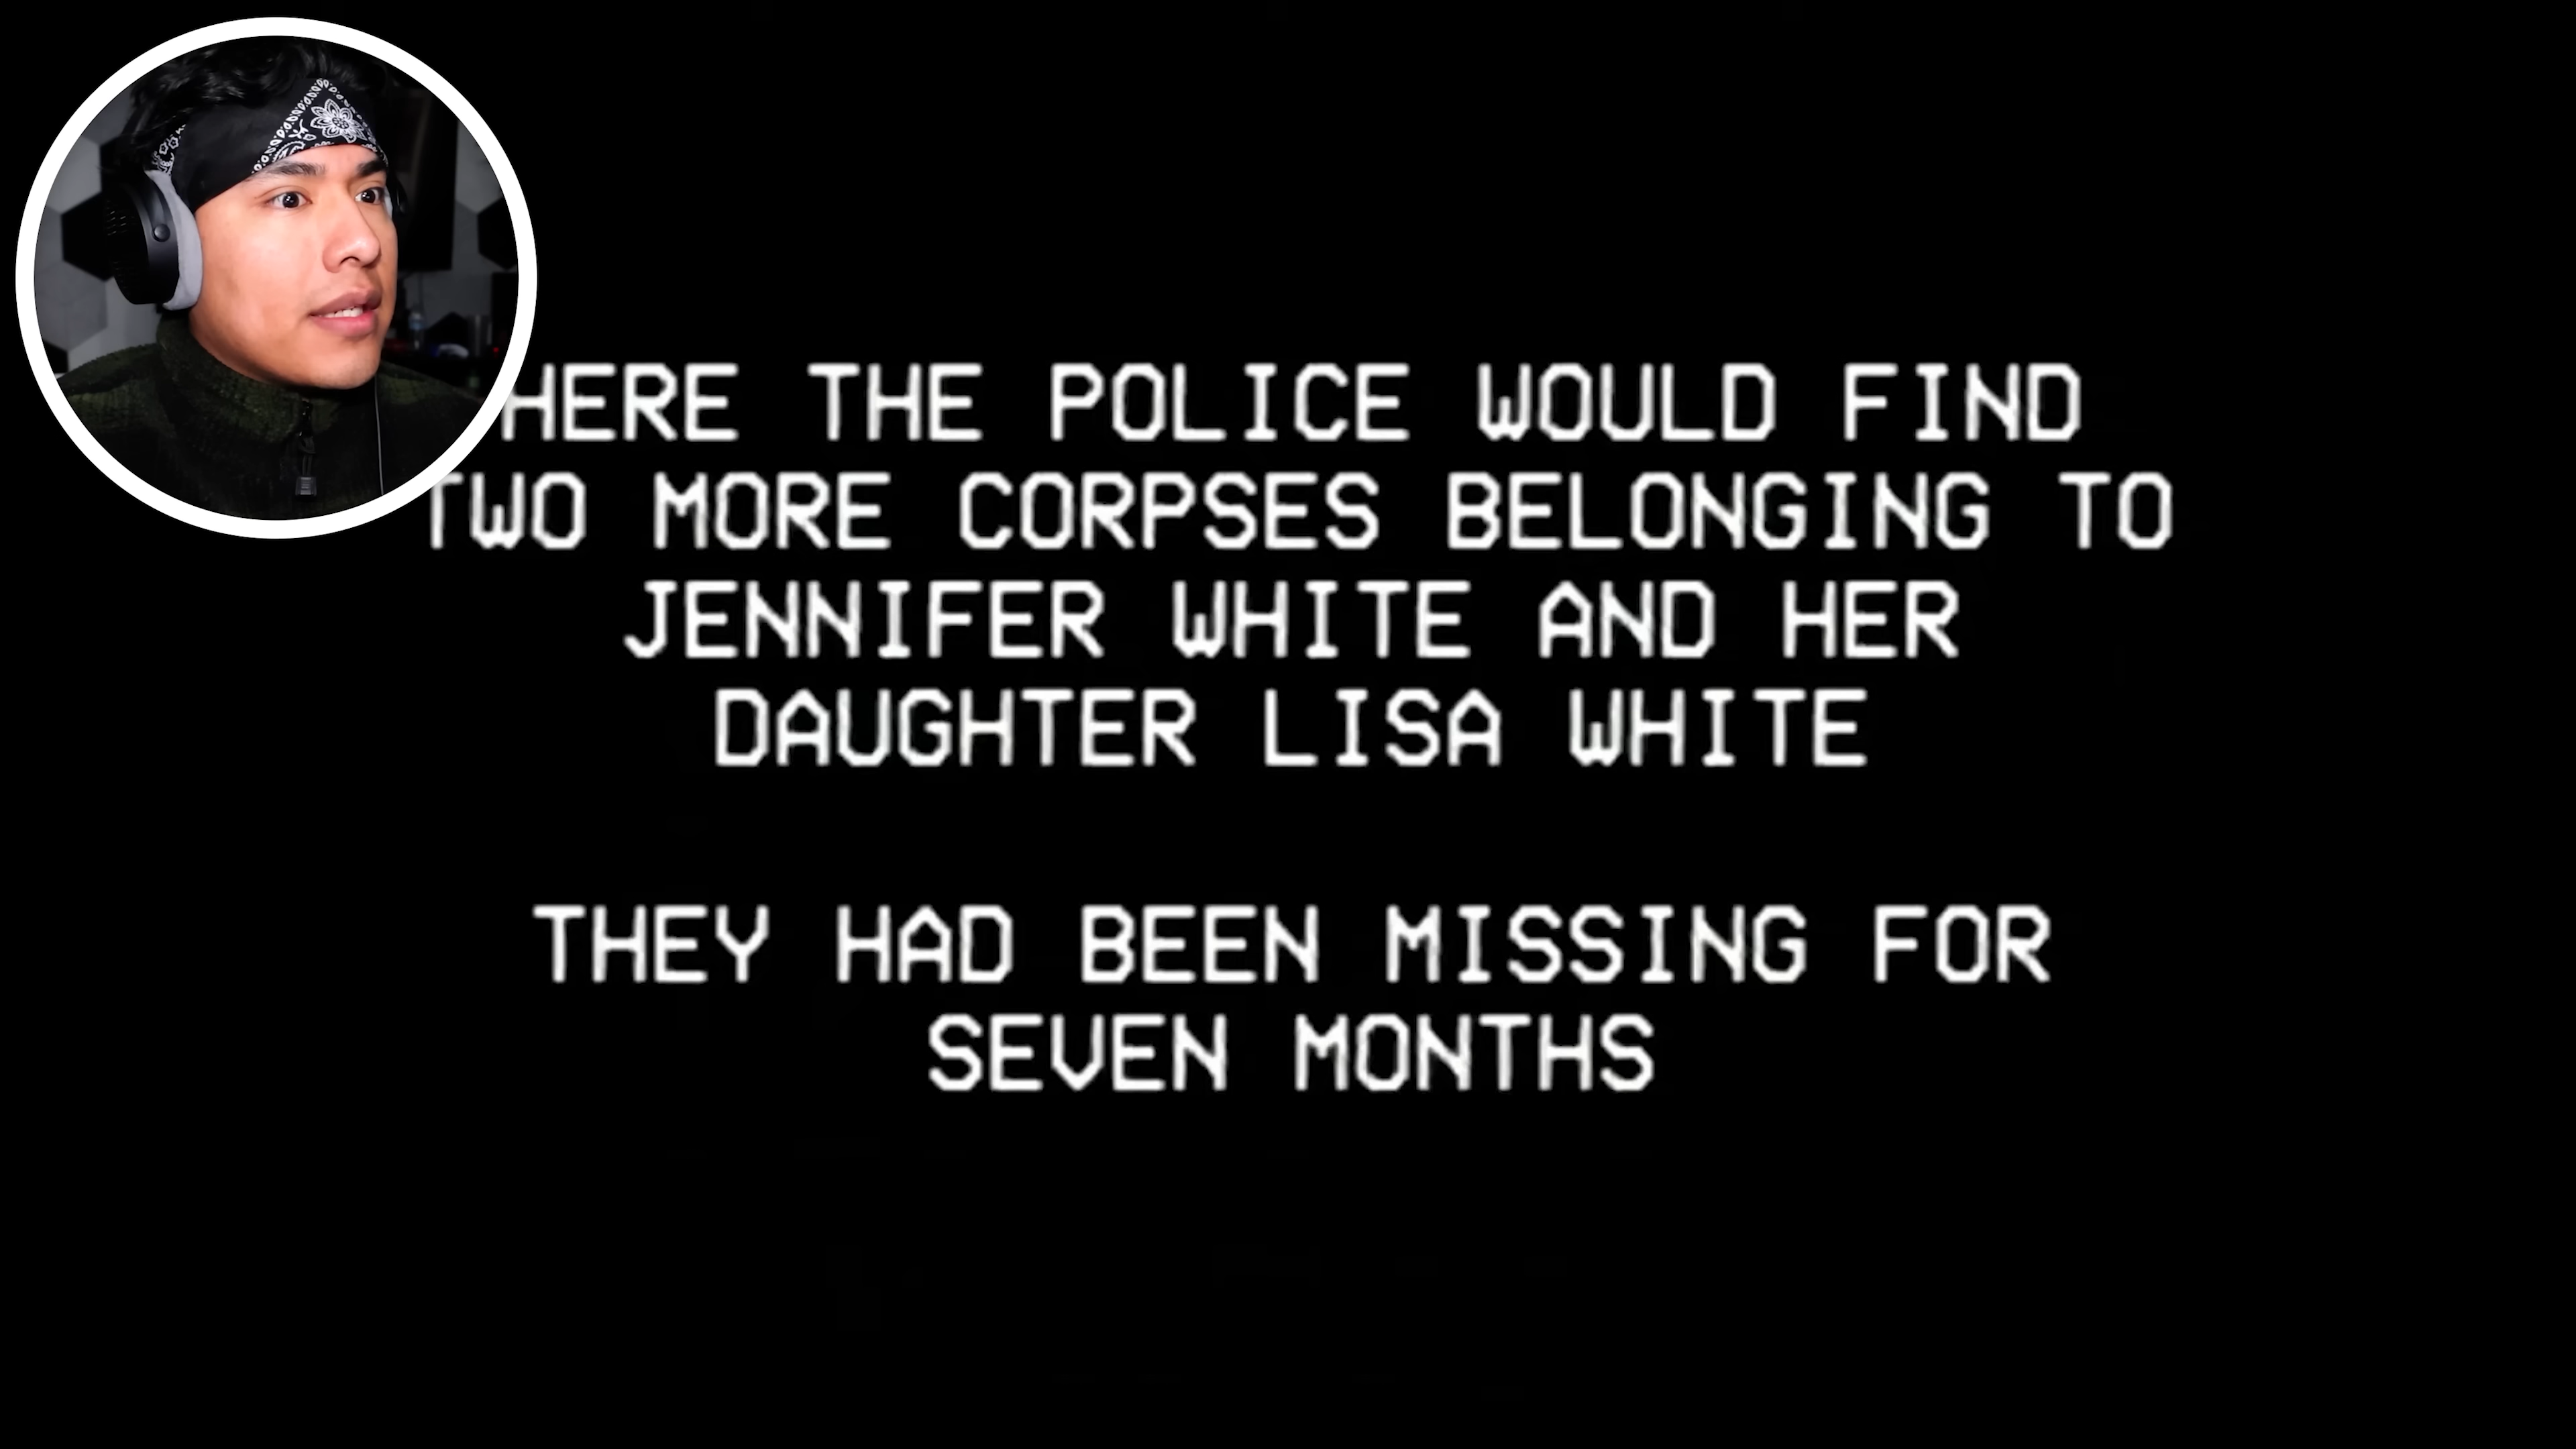 HERE THE POLICE WOULD FIND
TWO MORE CORPSES BELONGING TO
JENNIFER WHITE AND HER
DAUGHTER LISA WHITE
THEY HAD BEEN MISSING FOR
SEVEN MONTHS